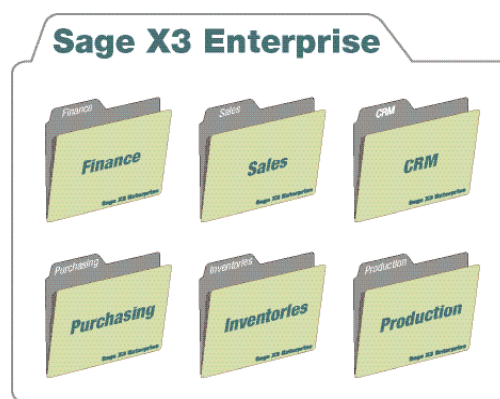 Sage X3 Enterprise
Finance
Finance
Sage X3 Enterprise
Sales
Sales
Sage X3 Enterprise
CRM
CRM
Sage X3 Enterprise
Purchasing
Purchasing
Sage X3 Enterprise
Inventories
Inventories
Sage X3 Enterprise
Production
Production
Sage X3 Enterprise